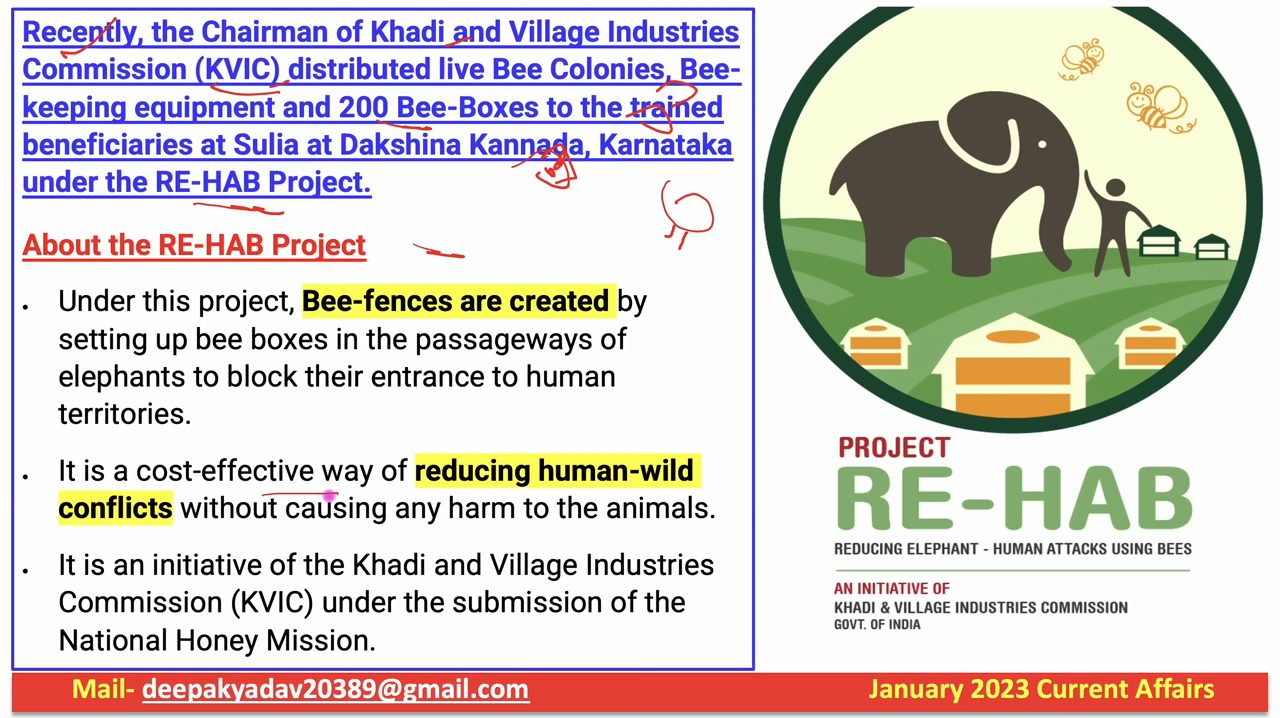 Recently, the Chairman of Khadi and Village Industries
Commission (KVIC) distributed live Bee Colonies, Bee-
keeping equipment and 200 Bee-Boxes to the trained
beneficiaries at Sulia at Dakshina Kannada, Karnataka
under the RE-HAB Project.
About the RE-HAB Project
• Under this project, Bee-fences are created by
setting up bee boxes in the passageways of
elephants to block their entrance to human
territories.
• It is a cost-effective way of reducing human-wild
conflicts without causing any harm to the animals.
• It is an initiative of the Khadi and Village Industries
Commission (KVIC) under the submission of the
National Honey Mission.
PROJECT
RE-HAB
REDUCING ELEPHANT - HUMAN ATTACKS USING BEES
AN INITIATIVE OF
KHADI & VILLAGE INDUSTRIES COMMISSION
GOVT. OF INDIA
Mail- deepakyadav20389@gmail.com
January 2023 Current Affairs